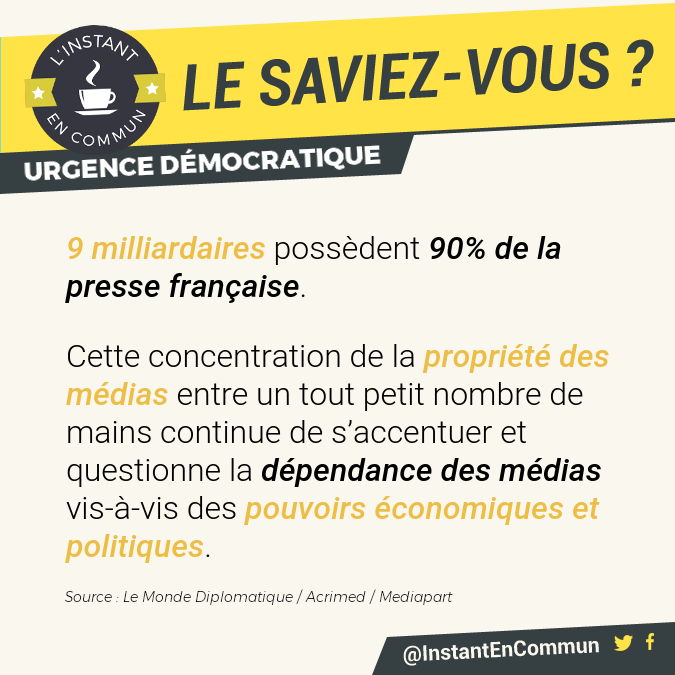 L'INSTANT
EN COMMUN
LE SAVIEZ-VOUS ?
URGENCE DÉMOCRATIQUE
9 milliardaires possèdent 90% de la
presse française.
Cette concentration de la propriété des
médias entre un tout petit nombre de
mains continue de s'accentuer et
questionne la dépendance des médias
vis-à-vis des pouvoirs économiques et
politiques.
Source : Le Monde Diplomatique / Acrimed / Mediapart
@InstantEnCommun